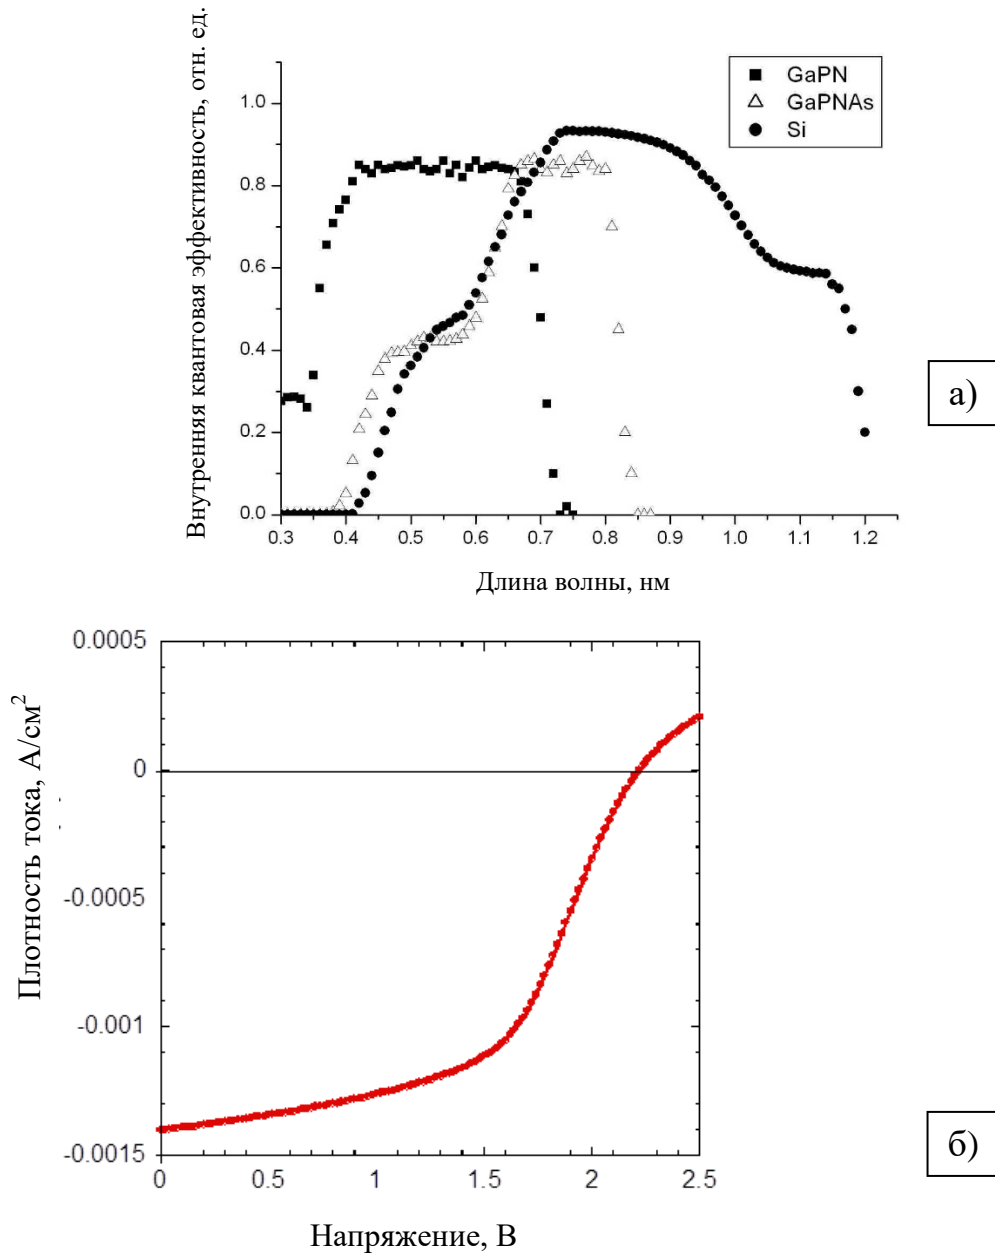 Внутренняя квантовая эффективность, отн. ед.
1.0
0.8
0.6
0.4
0.2
0.0
0.3 0.4 0.5 0.6 0.7 0.8 0.9 1.0 1.1 1.2
GaPN
GaPNAs
Si
Длина волны, нм
а)
Плотность тока, А/см²
0.0005
0
-0.0005
-0.001
-0.0015
0 0.5 1 1.5 2 2.5
Напряжение, В
б)